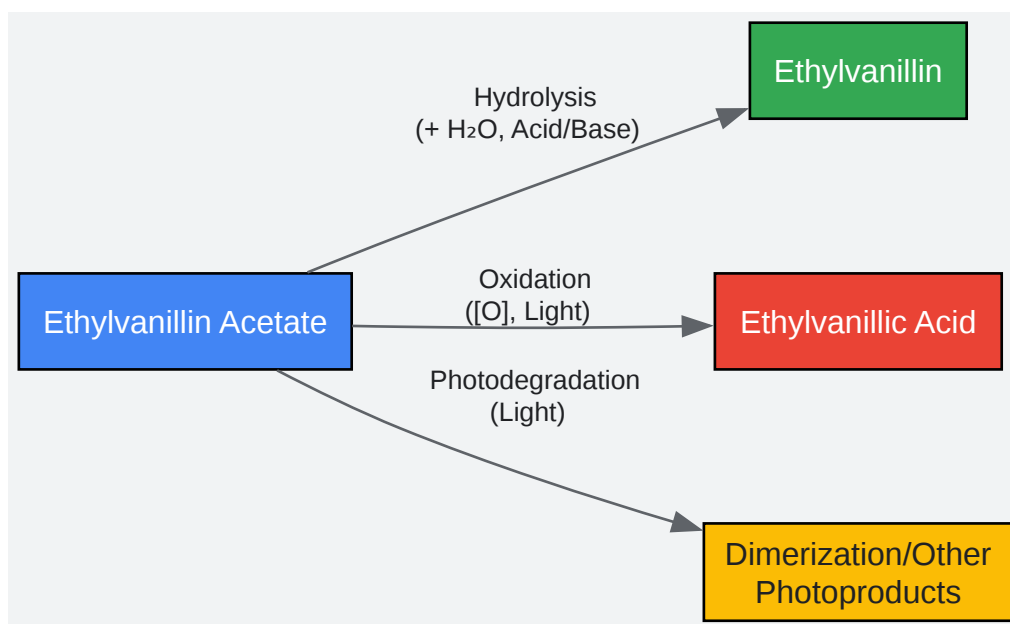 Ethylvanillin
Hydrolysis
(+ H₂O, Acid/Base)
Ethylvanillin Acetate
Oxidation
([O], Light)
Ethylvanillic Acid
Photodegradation
(Light)
Dimerization/Other
Photoproducts